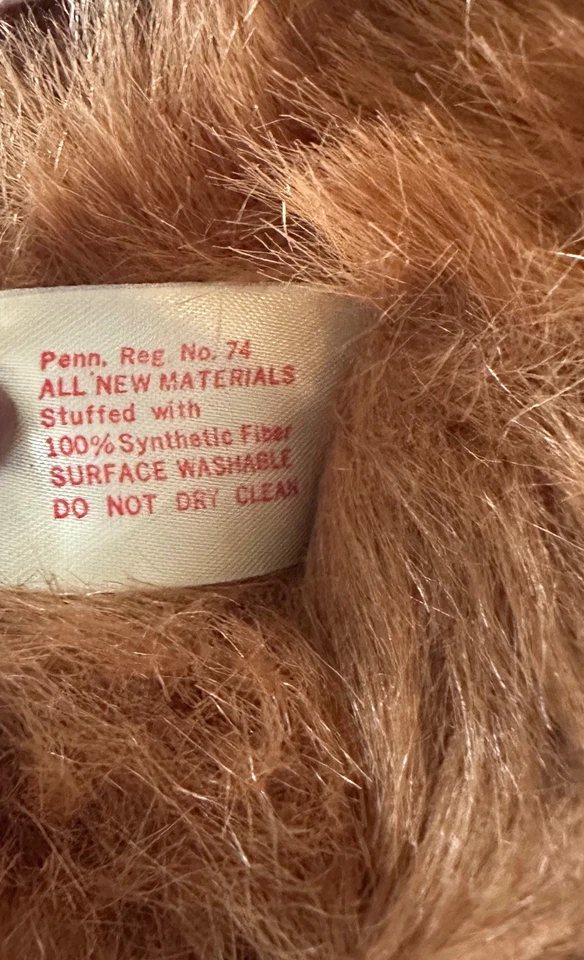 Penn. Reg. No. 74
ALL NEW MATERIALS
Stuffed with
100% Synthetic Fiber
SURFACE WASHABLE
DO NOT DRY CLEAN